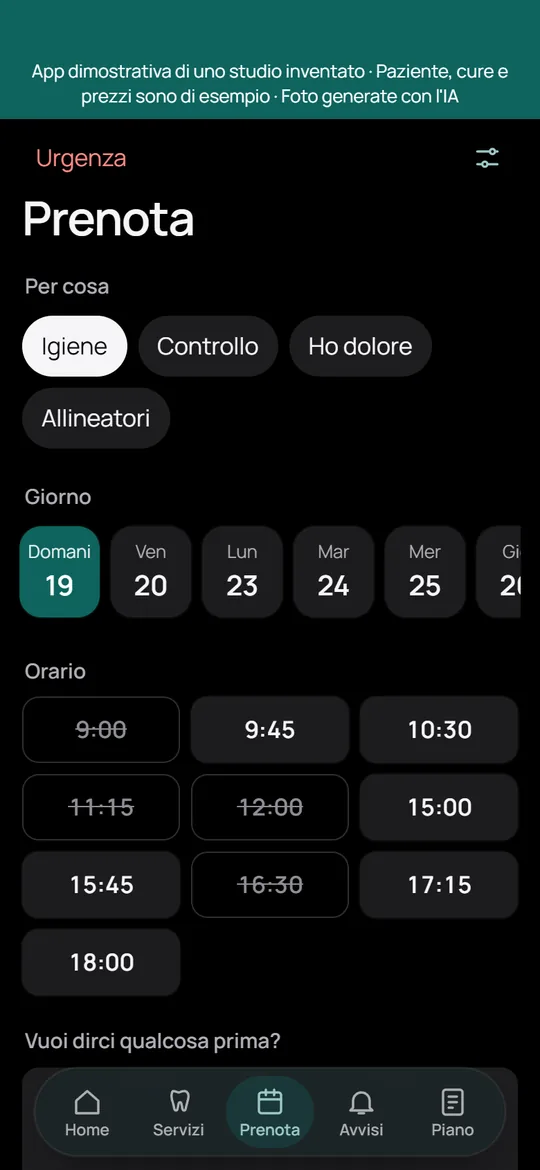 App dimostrativa di uno studio inventato · Paziente, cure e
prezzi sono di esempio · Foto generate con l'IA
Urgenza
Prenota
Per cosa
Igiene Controllo Ho dolore
Allineatori
Giorno
Domani Ven Lun Mar Mer
19 20 23 24 25
Orario
9:00 9:45 10:30
11:15 12:00 15:00
15:45 16:30 17:15
18:00
Vuoi dirci qualcosa prima?
Home Servizi Prenota Avvisi Piano